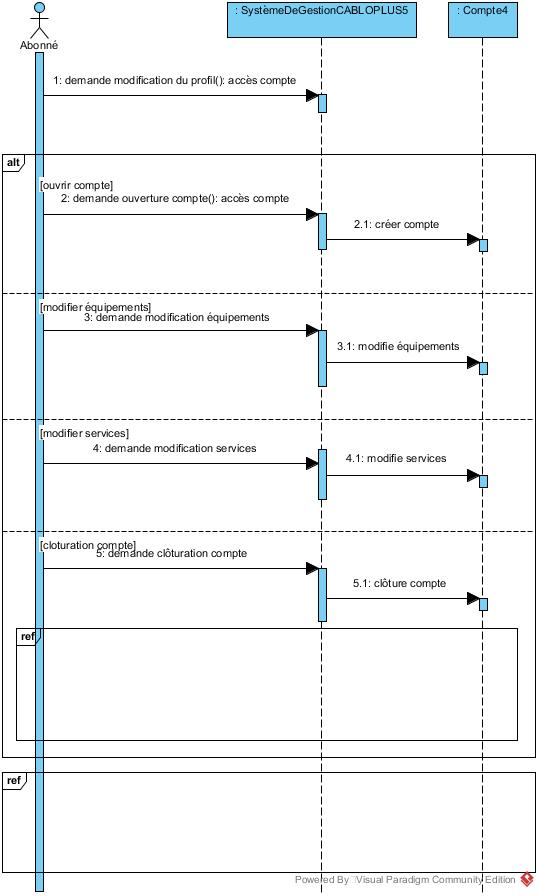 : SystèmeDeGestionCABLOPLUS5
: Compte4
Abonné
1: demande modification du profil(): accès compte
alt
[ouvrir compte]
2: demande ouverture compte(): accès compte
2.1: créer compte
[modifier équipements]
3: demande modification équipements
3.1: modifie équipements
[modifier services]
4: demande modification services
4.1: modifie services
[cloturation compte]
5: demande clôturation compte
5.1: clôture compte
ref
ref
Powered By Visual Paradigm Community Edition